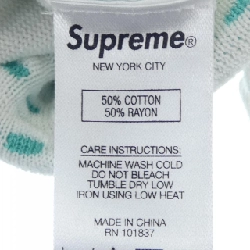 Supreme®
NEW YORK CITY
50% COTTON
50% RAYON
CARE INSTRUCTIONS:
MACHINE WASH COLD
DO NOT BLEACH
TUMBLE DRY LOW
IRON USING LOW HEAT
MADE IN CHINA
RN 101837